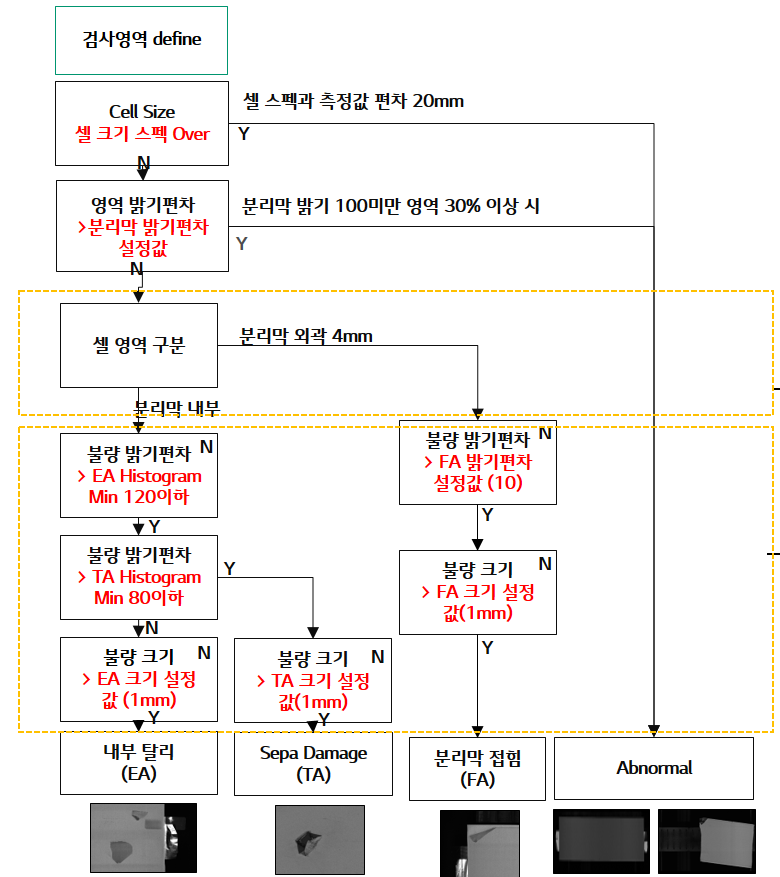 검사영역 define
Cell Size
셀 크기 스펙 Over
셀 스펙과 측정값 편차 20mm
Y
N
영역 밝기편차
>분리막 밝기편차
설정값
분리막 밝기 100미만 영역 30% 이상 시
Y
N
셀 영역 구분
분리막 외곽 4mm
분리막 내부
불량 밝기편차
N
> EA Histogram
Min 120이하
Y
불량 밝기편차
> TA Histogram
Min 80이하
Y
N
불량 크기
N
> EA 크기 설정
값 (1mm)
Y
불량 크기
N
> TA 크기 설정
값(1mm)
Y
불량 밝기편차
N
> FA 밝기편차
설정값 (10)
Y
불량 크기
N
> FA 크기 설정
값(1mm)
Y
내부 탈리
(EA)
Sepa Damage
(TA)
분리막 접힘
(FA)
Abnormal